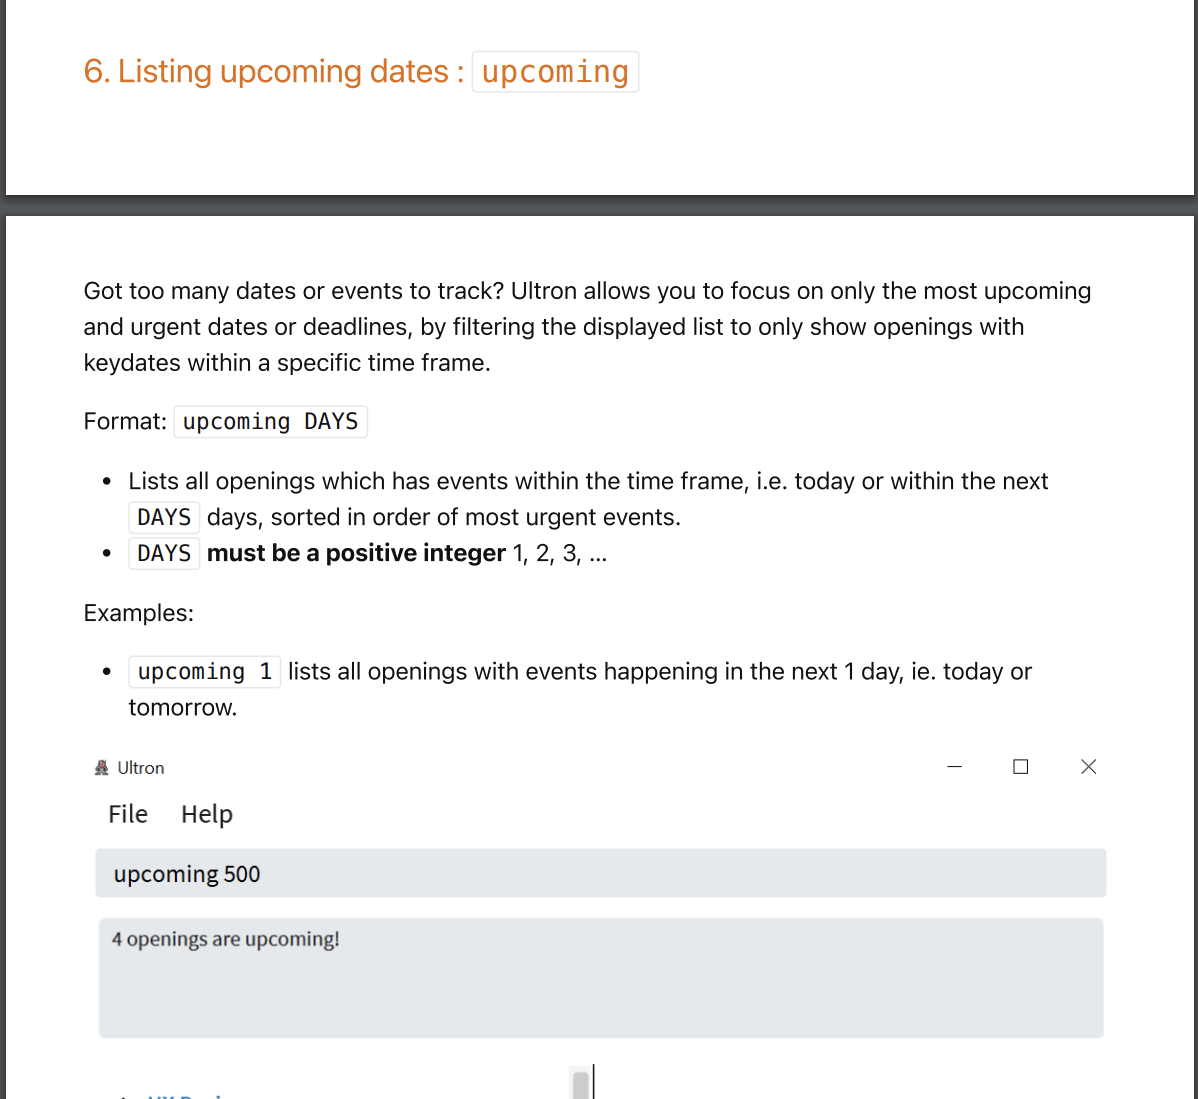 6. Listing upcoming dates : upcoming
Got too many dates or events to track? Ultron allows you to focus on only the most upcoming
and urgent dates or deadlines, by filtering the displayed list to only show openings with
keydates within a specific time frame.
Format: upcoming DAYS
• Lists all openings which has events within the time frame, i.e. today or within the next
DAYS days, sorted in order of most urgent events.
• DAYS must be a positive integer 1, 2, 3, ...
Examples:
• upcoming 1 lists all openings with events happening in the next 1 day, ie. today or
tomorrow.
Ultron
File Help
upcoming 500
4 openings are upcoming!